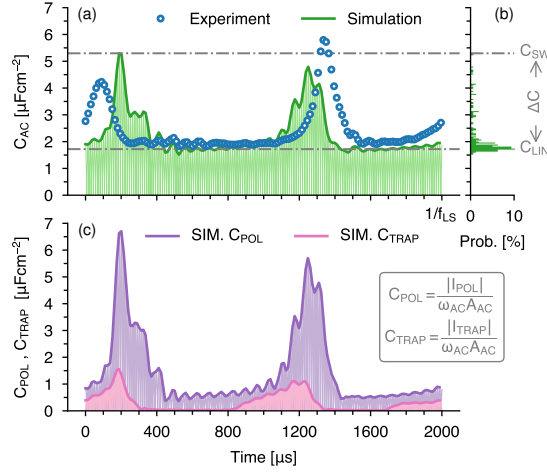 (a) Experiment Simulation (b)
7
6
5
4
3
2
1
0
C_AC [µFcm⁻²]
C_SW
ΔC
C_LIN
1/f_LS
0 10
Prob. [%]
(c) SIM. C_POL SIM. C_TRAP
7
6
5
4
3
2
1
0
C_POL , C_TRAP [µFcm⁻²]
C_POL = |I_POL| / ω_AC A_AC
C_TRAP = |I_TRAP| / ω_AC A_AC
0 400 800 1200 1600 2000
Time [µs]